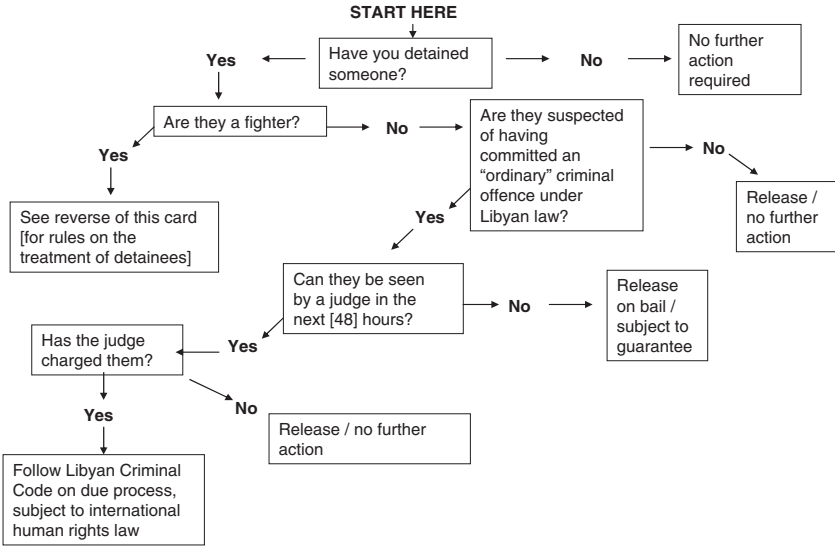 START HERE
Have you detained
someone?
Yes
No
No further
action
required
Are they a fighter?
No
Are they suspected
of having
committed an
“ordinary” criminal
offence under
Libyan law?
Yes
No
See reverse of this card
[for rules on the
treatment of detainees]
Yes
Release /
no further
action
Can they be seen
by a judge in the
next [48] hours?
No
Release
on bail /
subject to
guarantee
Yes
Has the judge
charged them?
Yes
No
Release / no further
action
Follow Libyan Criminal
Code on due process,
subject to international
human rights law